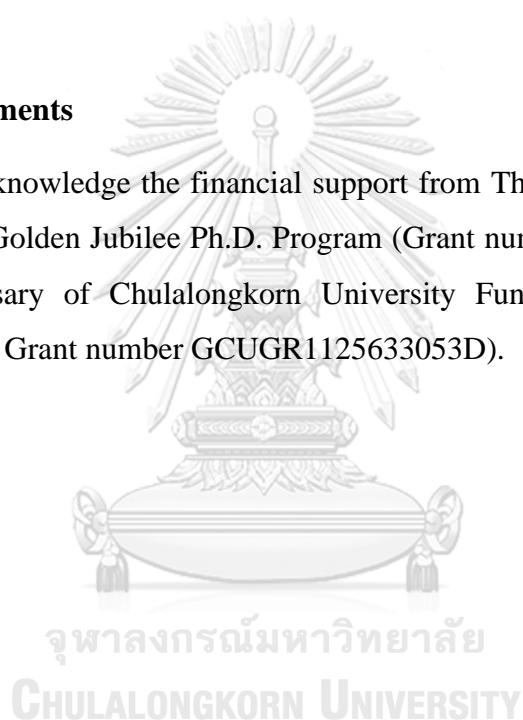 ments
knowledge the financial support from Th
Golden Jubilee Ph.D. Program (Grant num
sary of Chulalongkorn University Fun
Grant number GCUGR1125633053D).
จุฬาลงกรณ์มหาวิทยาลัย
CHULALONGKORN UNIVERSITY